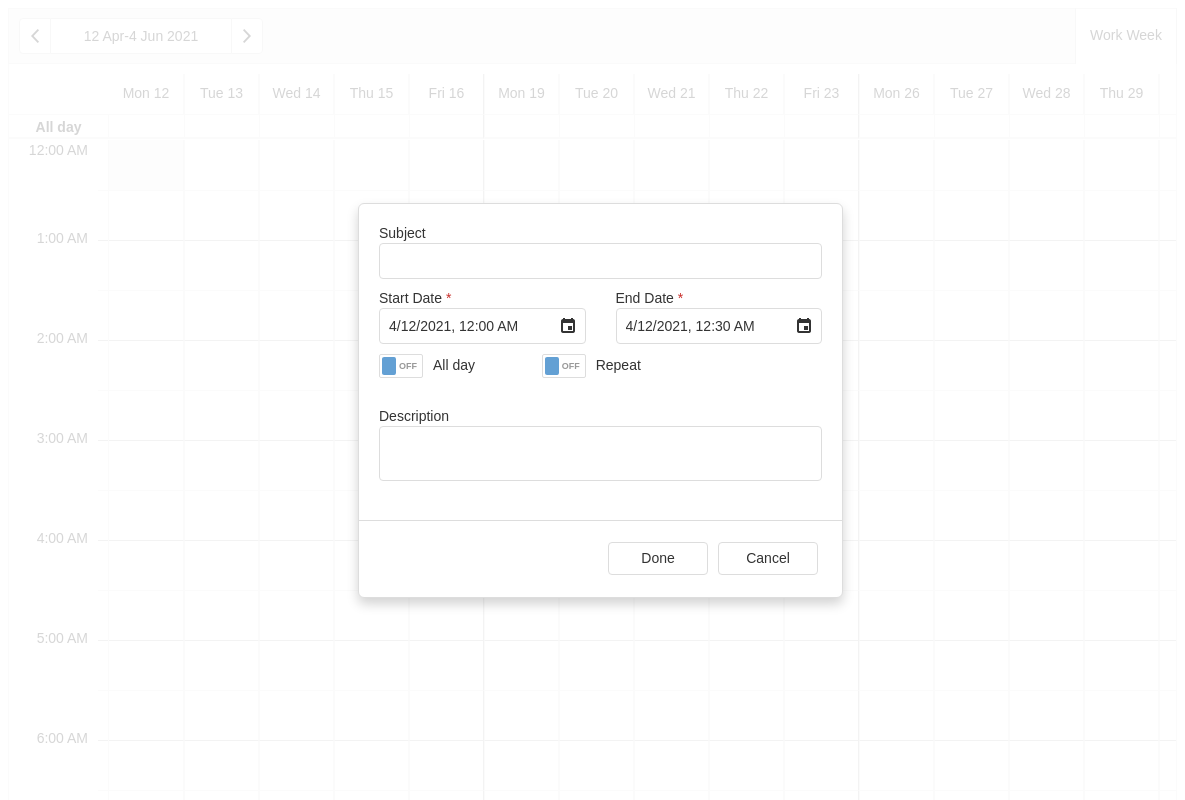 12 Apr-4 Jun 2021
Work Week
Mon 12 Tue 13 Wed 14 Thu 15 Fri 16 Mon 19 Tue 20 Wed 21 Thu 22 Fri 23 Mon 26 Tue 27 Wed 28 Thu 29
All day
12:00 AM
1:00 AM
2:00 AM
3:00 AM
4:00 AM
5:00 AM
6:00 AM
Subject
Start Date * End Date *
4/12/2021, 12:00 AM 4/12/2021, 12:30 AM
OFF All day OFF Repeat
Description
Done Cancel